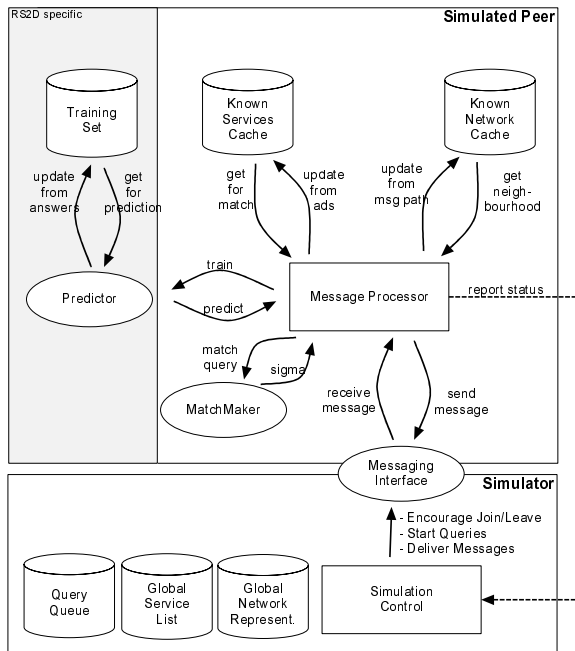 RS2D specific
Simulated Peer
Training
Set
Known
Services
Cache
Known
Network
Cache
update
from
answers
get
for
prediction
get
for
match
update
from
ads
update
from
msg path
get
neigh-
bourhood
train
predict
Predictor
Message Processor
report status
match
query
sigma
MatchMaker
receive
message
send
message
Messaging
Interface
Simulator
- Encourage Join/Leave
- Start Queries
- Deliver Messages
Query
Queue
Global
Service
List
Global
Network
Represent.
Simulation
Control